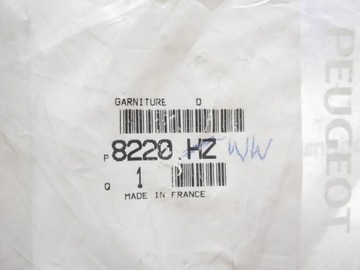 GARNITURE D
P 8220.HZ WW
Q 1
MADE IN FRANCE
PEUGEOT